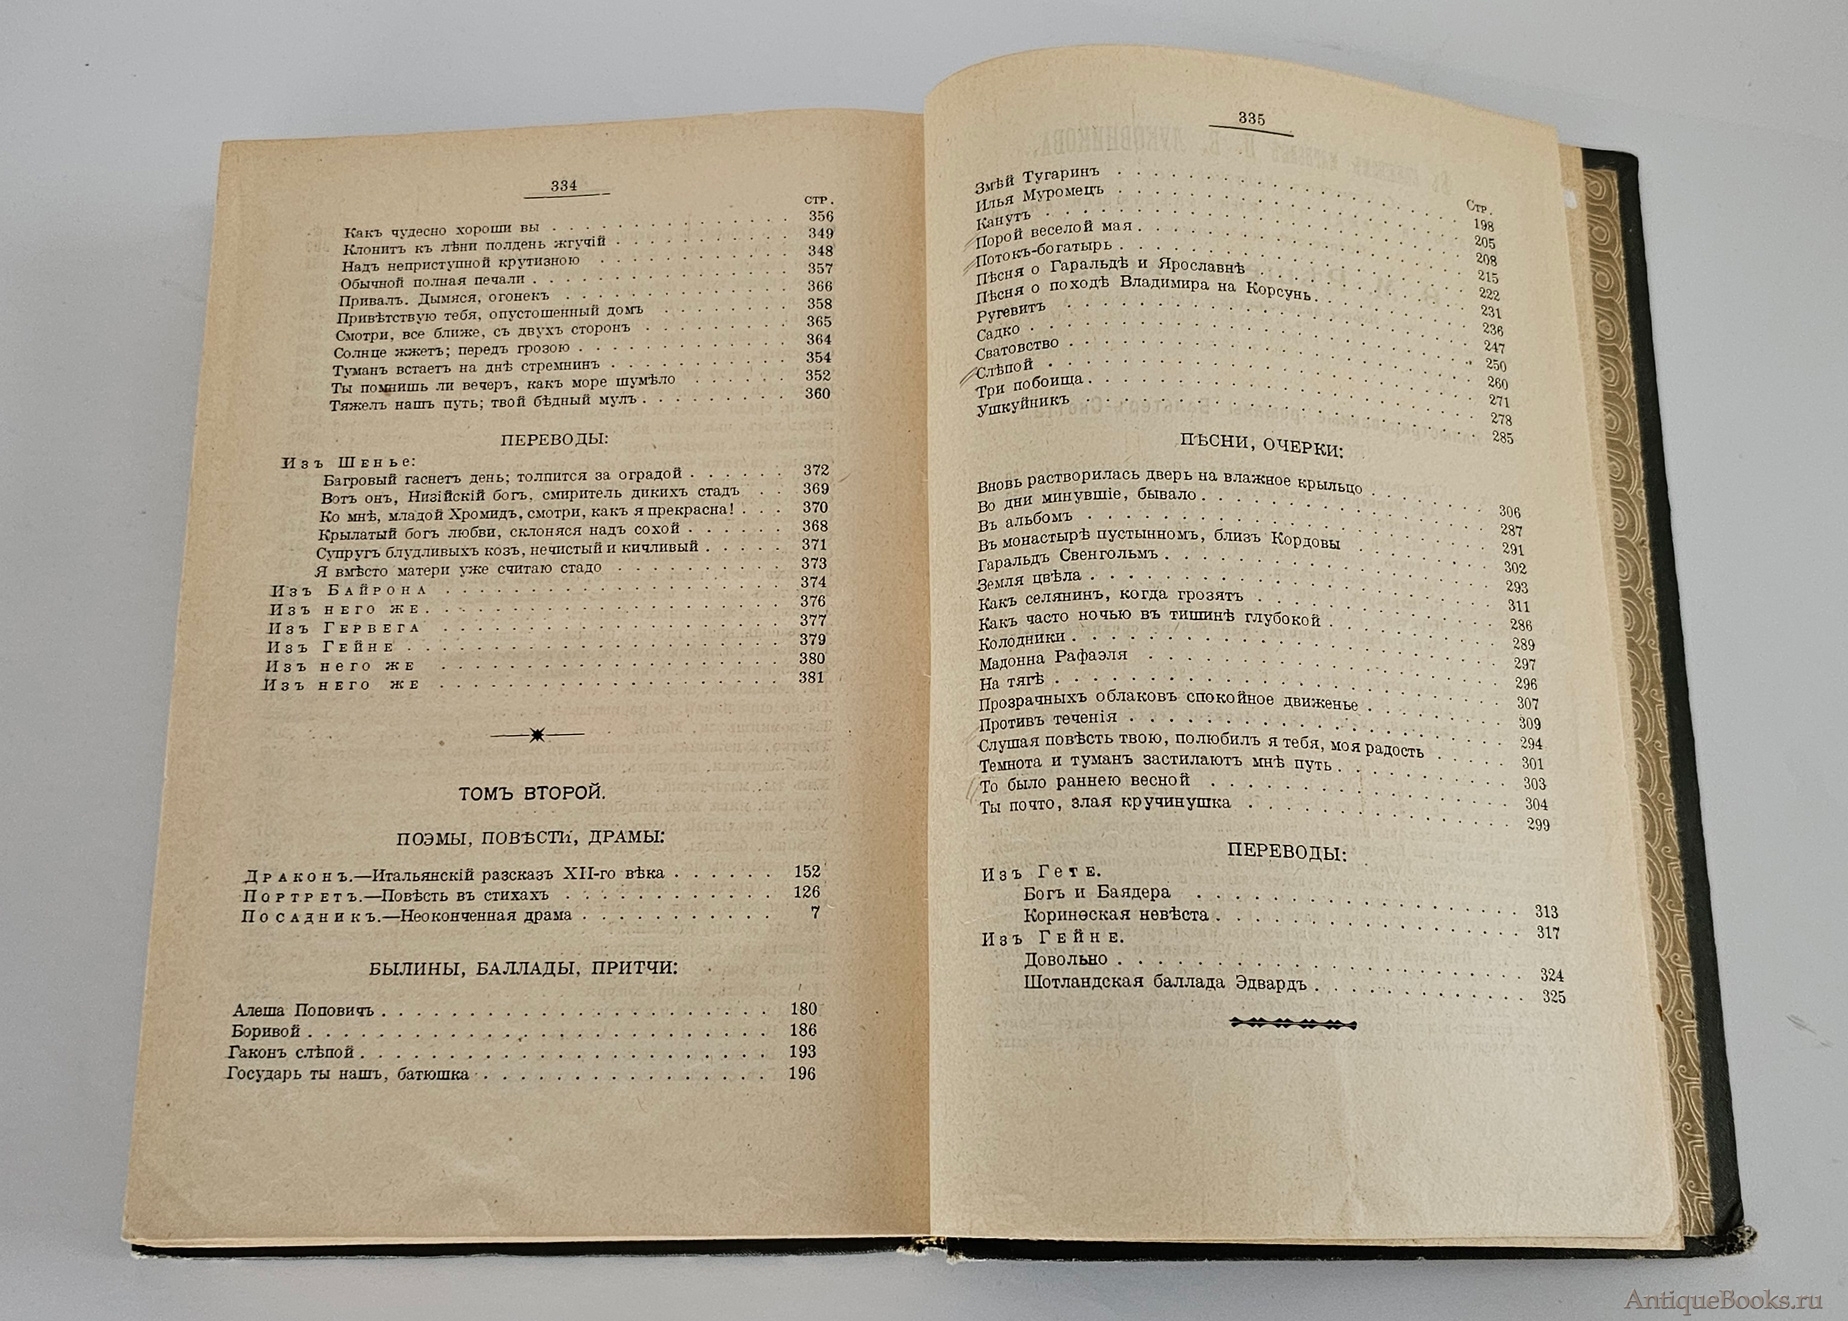 334
СТР.
Какъ чудесно хороши вы . . . . . . . . . . . . 356
Клонитъ къ лѣни полдень жгучій . . . . . . . . . 349
Надъ неприступной крутизною . . . . . . . . . . 348
Обычной полная печали . . . . . . . . . . . . . 357
Привалъ. Дымяся, огонекъ . . . . . . . . . . . 366
Привѣтствую тебя, опустошенный домъ . . . . . . . 358
Смотри, все ближе, съ двухъ сторонъ . . . . . . . 365
Солнце жжетъ; передъ грозою . . . . . . . . . . 364
Туманъ встаетъ на днѣ стремнинъ . . . . . . . . . 354
Ты помнишь ли вечеръ, какъ море шумѣло . . . . . . 352
Тяжелъ нашъ путь; твой бѣдный мулъ . . . . . . . . 360
ПЕРЕВОДЫ:
Изъ Шенье:
Багровый гаснетъ день; толпится за оградой . . . . . . 372
Вотъ онъ, Низійскій богъ, смиритель дикихъ стадъ . . 369
Ко мнѣ, младой Хромидъ, смотри, какъ я прекрасна! . . . 370
Крылатый богъ любви, склоняся надъ сохой . . . . . . 368
Супругъ блудливыхъ козъ, нечистый и кичливый . . . . . 371
Я вмѣсто матери уже считаю стадо . . . . . . . . . . 373
Изъ Байрона . . . . . . . . . . . . . . . . . . . 374
Изъ него же . . . . . . . . . . . . . . . . . . . 376
Изъ Гервега . . . . . . . . . . . . . . . . . . . 377
Изъ Гейне . . . . . . . . . . . . . . . . . . . . 379
Изъ него же . . . . . . . . . . . . . . . . . . . 380
Изъ него же . . . . . . . . . . . . . . . . . . . 381
ТОМЪ ВТОРОЙ.
ПОЭМЫ, ПОВѢСТИ, ДРАМЫ:
Драконъ.—Итальянскій разсказъ XII-го вѣка . . . . . . 152
Портретъ.—Повѣсть въ стихахъ . . . . . . . . . . . 126
Посадникъ.—Неоконченная драма . . . . . . . . . . 7
БЫЛИНЫ, БАЛЛАДЫ, ПРИТЧИ:
Алеша Поповичъ . . . . . . . . . . . . . . . . . . 180
Боривой . . . . . . . . . . . . . . . . . . . . . 186
Гаконъ слѣпой . . . . . . . . . . . . . . . . . . 193
Государь ты нашъ, батюшка . . . . . . . . . . . . . 196
335
Стр.
Змѣй Тугаринъ . . . . . . . . . . . . . . . . . . 198
Илья Муромецъ . . . . . . . . . . . . . . . . . . 205
Канутъ . . . . . . . . . . . . . . . . . . . . . 208
Порой веселой мая . . . . . . . . . . . . . . . . 215
Потокъ-богатырь . . . . . . . . . . . . . . . . . 222
Пѣсня о Гаральдѣ и Ярославнѣ . . . . . . . . . . . 231
Пѣсня о походѣ Владимира на Корсунь . . . . . . . . 236
Ругевитъ . . . . . . . . . . . . . . . . . . . . 247
Садко . . . . . . . . . . . . . . . . . . . . . . 250
Сватовство . . . . . . . . . . . . . . . . . . . 260
Слѣпой . . . . . . . . . . . . . . . . . . . . . 271
Три побоища . . . . . . . . . . . . . . . . . . . 278
Ушкуйникъ . . . . . . . . . . . . . . . . . . . . 285
ПѢСНИ, ОЧЕРКИ:
Вновь растворилась дверь на влажное крыльцо . . . . . . 306
Во дни минувшіе, бывало . . . . . . . . . . . . . . 287
Въ альбомъ . . . . . . . . . . . . . . . . . . . 291
Въ монастырѣ пустынномъ, близъ Кордовы . . . . . . . 302
Гаральдъ Свенгольмъ . . . . . . . . . . . . . . . 293
Земля цвѣла . . . . . . . . . . . . . . . . . . . 311
Какъ селянинъ, когда грозятъ . . . . . . . . . . . 286
Какъ часто ночью въ тишинѣ глубокой . . . . . . . . 289
Колодники . . . . . . . . . . . . . . . . . . . . 297
Мадонна Рафаэля . . . . . . . . . . . . . . . . . 296
На тягѣ . . . . . . . . . . . . . . . . . . . . . 307
Прозрачныхъ облаковъ спокойное движенье . . . . . . . 309
Противъ теченія . . . . . . . . . . . . . . . . . 294
Слушая повѣсть твою, полюбилъ я тебя, моя радость . . . . 301
Темнота и туманъ застилаютъ мнѣ путь . . . . . . . . 303
То было раннею весной . . . . . . . . . . . . . . 304
Ты почто, злая кручинушка . . . . . . . . . . . . . 299
ПЕРЕВОДЫ:
Изъ Гете.
Богъ и Баядера . . . . . . . . . . . . . . . . . 313
Коринѳская невѣста . . . . . . . . . . . . . . . . 317
Изъ Гейне.
Довольно . . . . . . . . . . . . . . . . . . . . 324
Шотландская баллада Эдвардъ . . . . . . . . . . . . 325
AntiqueBooks.ru